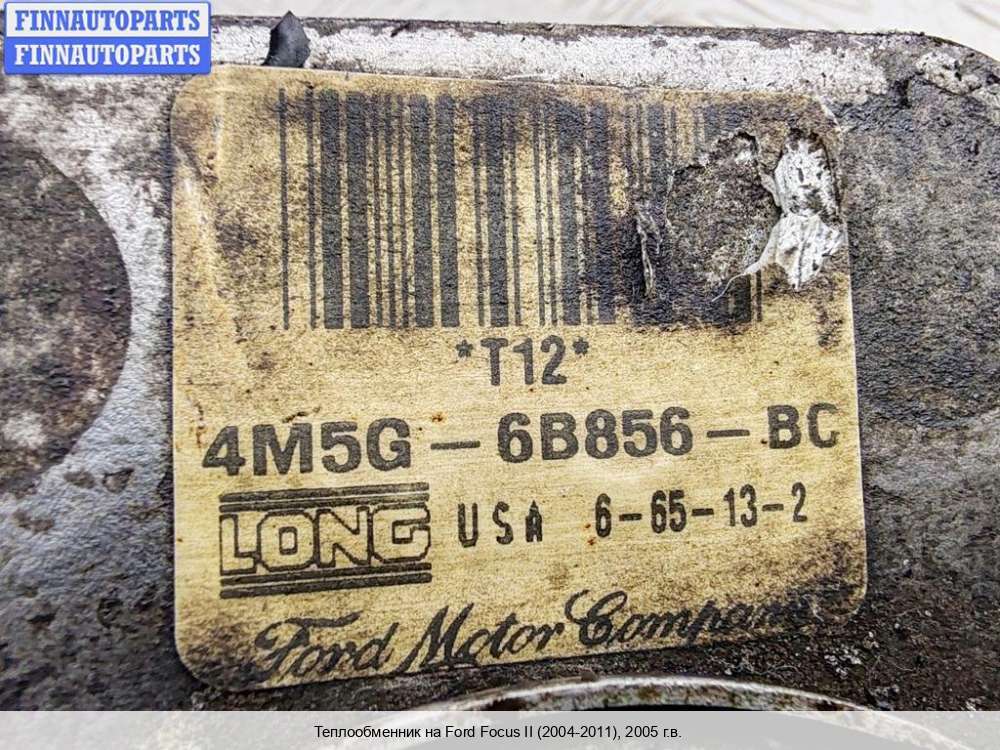 FINNAUTOPARTS
FINNAUTOPARTS
*T12*
4M5G - 6B856 - BC
LONG USA 6-65-13-2
Ford Motor Company
Теплообменник на Ford Focus II (2004-2011), 2005 г.в.